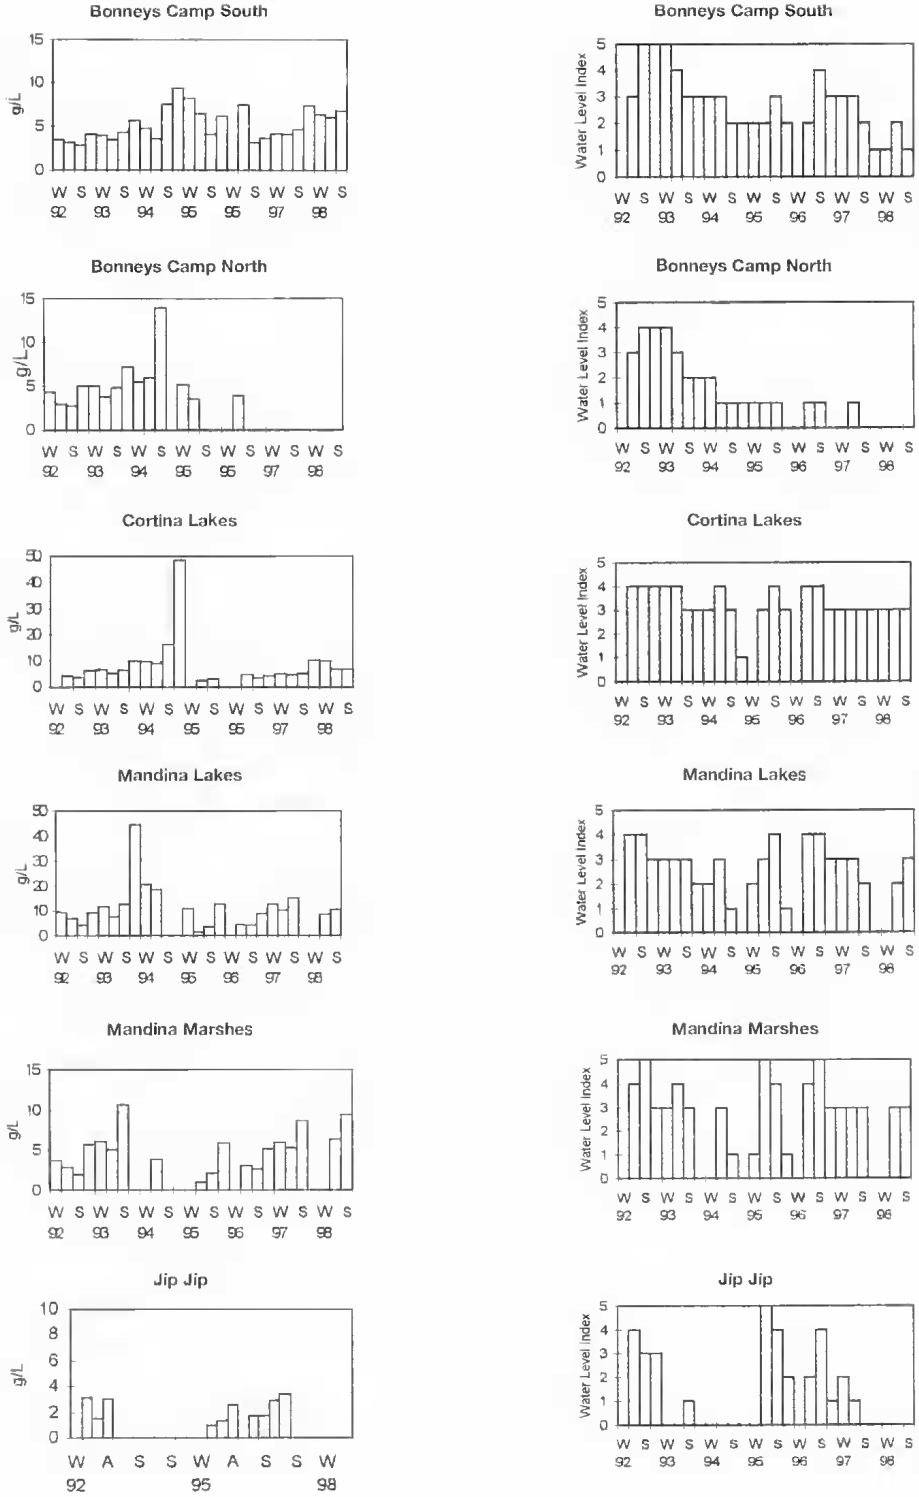 Bonneys Camp South
15
10
5
0
g/L
W S W S W S W S W S W S W S
92 93 94 95 95 97 98
Bonneys Camp South
5
4
3
2
1
0
Water Level Index
W S W S W S W S W S W S W S
92 93 94 95 96 97 98
Bonneys Camp North
15
10
5
0
g/L
W S W S W S W S W S W S W S
92 93 94 95 95 97 98
Bonneys Camp North
5
4
3
2
1
0
Water Level Index
W S W S W S W S W S W S W S
92 93 94 95 96 97 98
Cortina Lakes
50
40
30
20
10
0
g/L
W S W S W S W S W S W S W S
92 93 94 95 95 97 98
Cortina Lakes
5
4
3
2
1
0
Water Level Index
W S W S W S W S W S W S W S
92 93 94 95 96 97 98
Mandina Lakes
50
40
30
20
10
0
g/L
W S W S W S W S W S W S W S
92 93 94 95 96 97 98
Mandina Lakes
5
4
3
2
1
0
Water Level Index
W S W S W S W S W S W S W S
92 93 94 95 96 97 98
Mandina Marshes
15
10
5
0
g/L
W S W S W S W S W S W S W S
92 93 94 95 96 97 98
Mandina Marshes
5
4
3
2
1
0
Water Level Index
W S W S W S W S W S W S W S
92 93 94 95 96 97 98
Jip Jip
10
8
6
4
2
0
g/L
W A S S W A S S W
92 95 98
Jip Jip
5
4
3
2
1
0
Water Level Index
W S W S W S W S W S W S W S
92 93 94 95 96 97 98